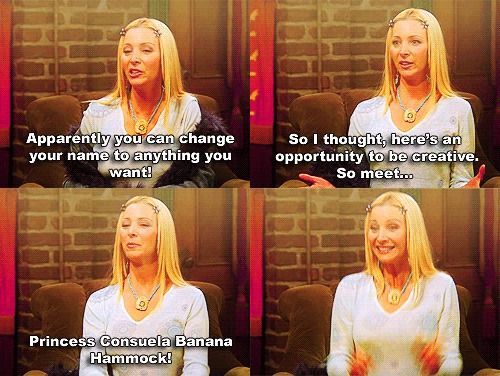 Apparently you can change
your name to anything you
want!
So I thought, here's an
opportunity to be creative.
So meet...
Princess Consuela Banana
Hammock!